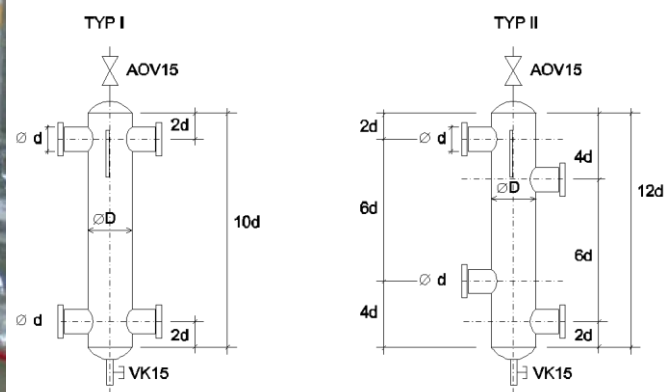 TYP I
AOV15
2d
Ø d
ØD
10d
Ø d
2d
VK15
TYP II
AOV15
2d
Ø d
4d
ØD
12d
6d
6d
Ø d
4d
2d
VK15